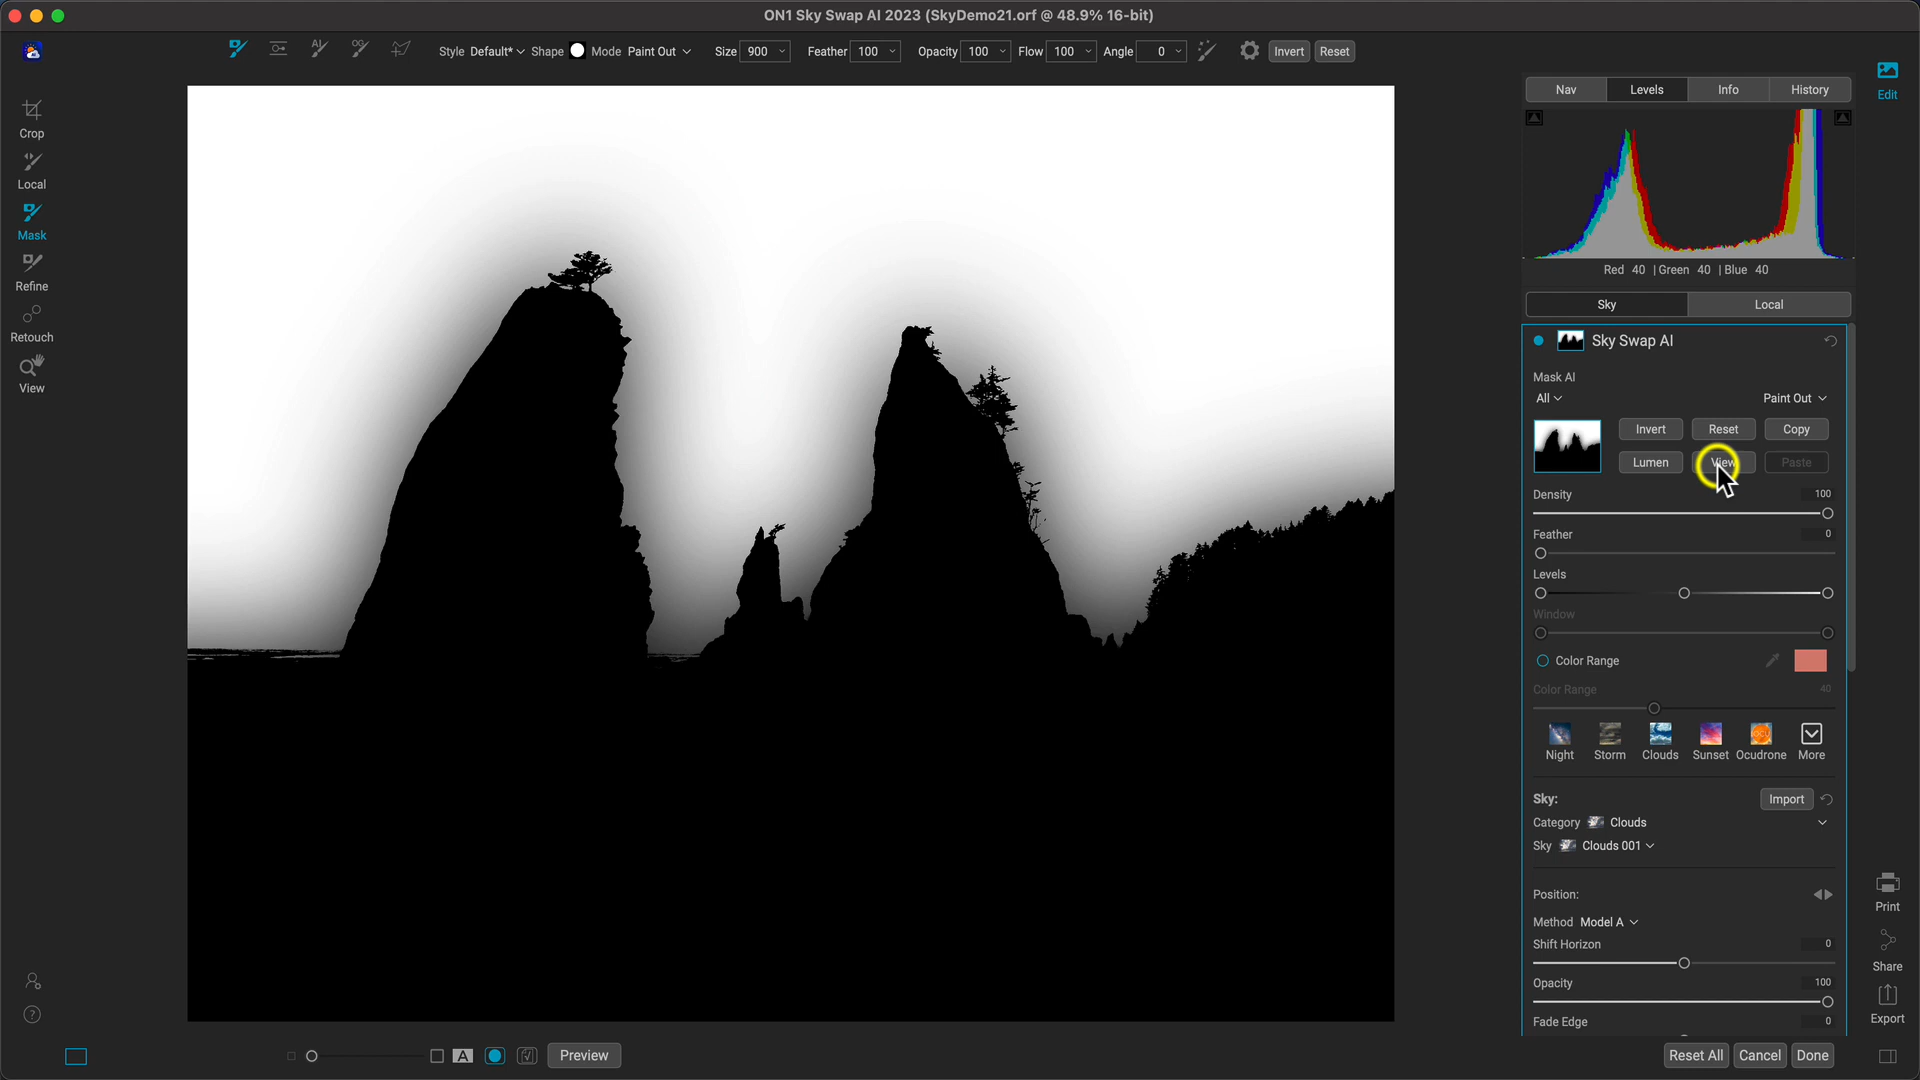 ON1 Sky Swap AI 2023 (SkyDemo21.orf @ 48.9% 16-bit)
AI OG Style Default* Shape Mode Paint Out Size 900 Feather 100 Opacity 100 Flow 100 Angle 0 Invert Reset
Crop
Local
Mask
Refine
Retouch
View
Edit
Nav Levels Info History
Red 40 | Green 40 | Blue 40
Sky Local
Sky Swap AI
Mask AI
All Paint Out
Invert Reset Copy
Lumen View Paste
Density 100
Feather 0
Levels
Window
Color Range
Color Range 40
Night Storm Clouds Sunset Ocudrone More
Sky: Import
Category Clouds
Sky Clouds 001
Position:
Method Model A
Shift Horizon 0
Opacity 100
Fade Edge 0
Print
Share
Export
A Preview
Reset All Cancel Done